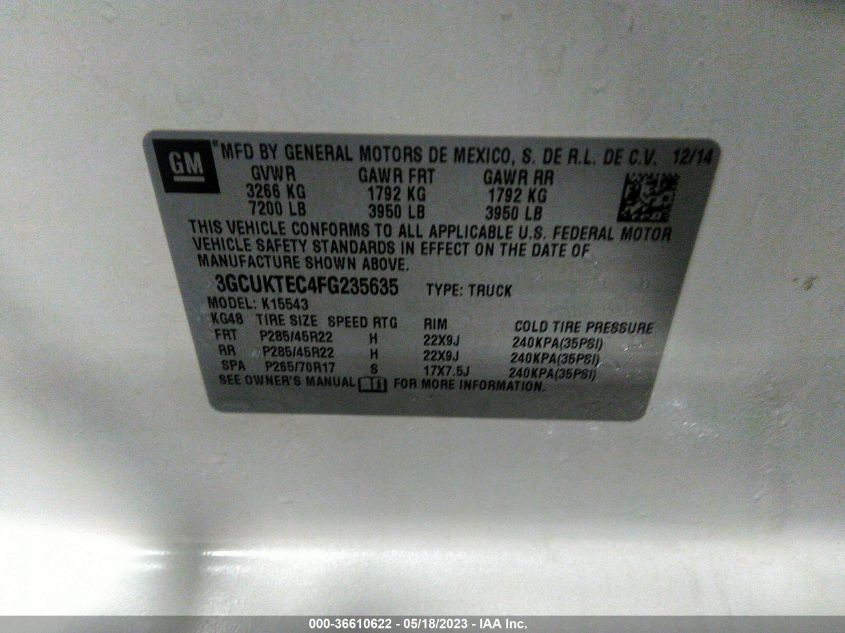 GM ® MFD BY GENERAL MOTORS DE MEXICO, S. DE R.L. DE C.V. 12/14
GVWR GAWR FRT GAWR RR
3266 KG 1792 KG 1792 KG
7200 LB 3950 LB 3950 LB
THIS VEHICLE CONFORMS TO ALL APPLICABLE U.S. FEDERAL MOTOR
VEHICLE SAFETY STANDARDS IN EFFECT ON THE DATE OF
MANUFACTURE SHOWN ABOVE.
3GCUKTEC4FG235635 TYPE: TRUCK
MODEL: K15543
KG48 TIRE SIZE SPEED RTG RIM COLD TIRE PRESSURE
FRT P285/45R22 H 22X9J 240KPA(35PSI)
RR P285/45R22 H 22X9J 240KPA(35PSI)
SPA P265/70R17 S 17X7.5J 240KPA(35PSI)
SEE OWNER'S MANUAL FOR MORE INFORMATION.
000-36610622 - 05/18/2023 - IAA Inc.